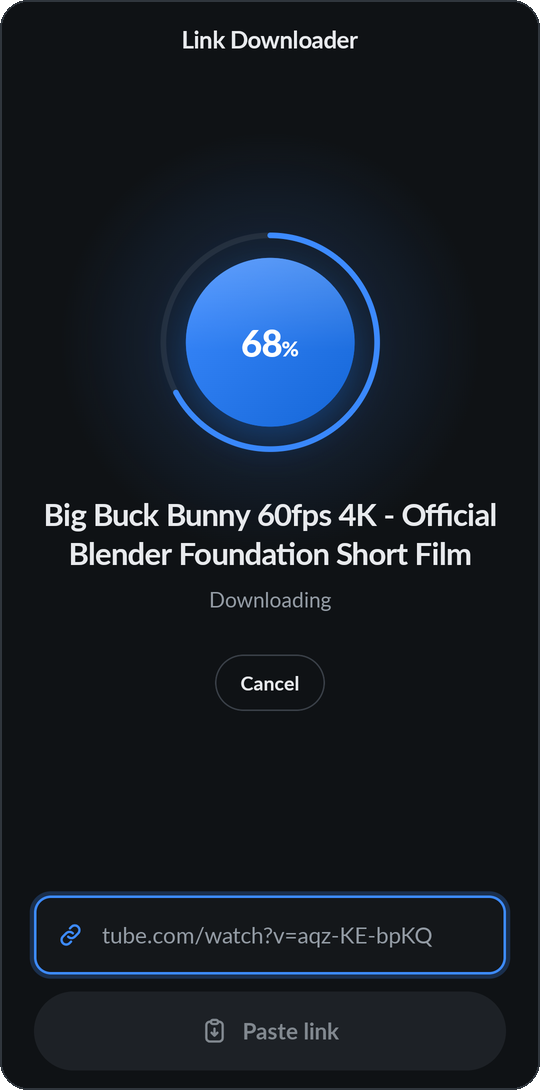 Link Downloader
68%
Big Buck Bunny 60fps 4K - Official
Blender Foundation Short Film
Downloading
Cancel
tube.com/watch?v=aqz-KE-bpKQ
Paste link